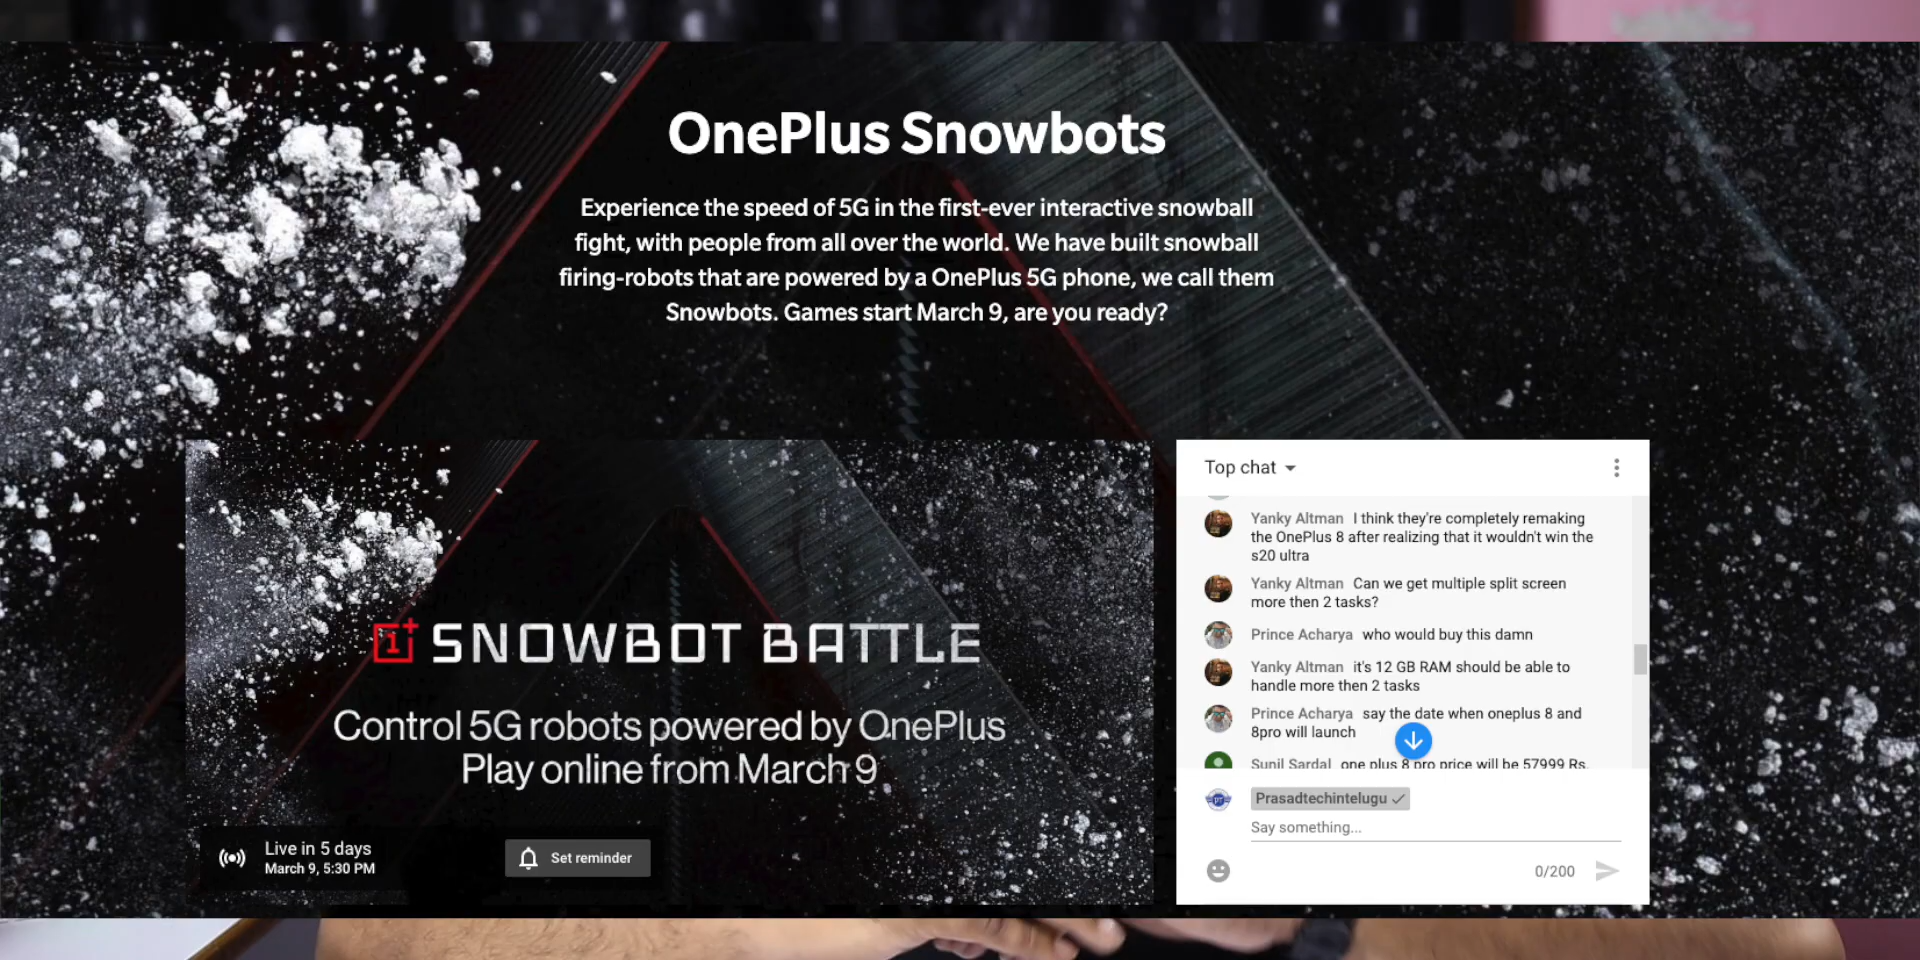 OnePlus Snowbots
Experience the speed of 5G in the first-ever interactive snowball
fight, with people from all over the world. We have built snowball
firing-robots that are powered by a OnePlus 5G phone, we call them
Snowbots. Games start March 9, are you ready?
1+ SNOWBOT BATTLE
Control 5G robots powered by OnePlus
Play online from March 9
Live in 5 days
March 9, 5:30 PM
Set reminder
Top chat
Yanky Altman I think they're completely remaking
the OnePlus 8 after realizing that it wouldn't win the
s20 ultra
Yanky Altman Can we get multiple split screen
more then 2 tasks?
Prince Acharya who would buy this damn
Yanky Altman it's 12 GB RAM should be able to
handle more then 2 tasks
Prince Acharya say the date when oneplus 8 and
8pro will launch
Sunil Sardal one plus 8 pro price will be 57999 Rs.
Prasadtechintelugu
Say something...
0/200